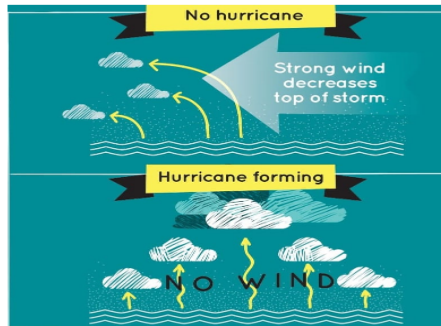 No hurricane
Strong wind
decreases
top of storm
Hurricane forming
NO WIND